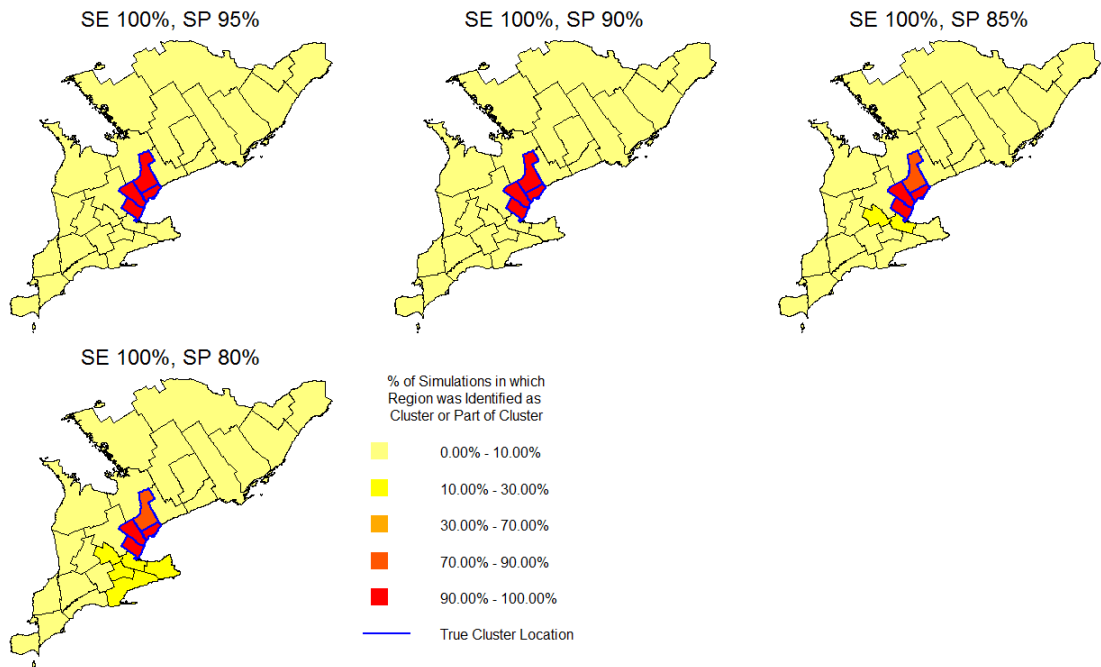 SE 100%, SP 95%
SE 100%, SP 90%
SE 100%, SP 85%
SE 100%, SP 80%
% of Simulations in which
Region was Identified as
Cluster or Part of Cluster
0.00% - 10.00%
10.00% - 30.00%
30.00% - 70.00%
70.00% - 90.00%
90.00% - 100.00%
True Cluster Location